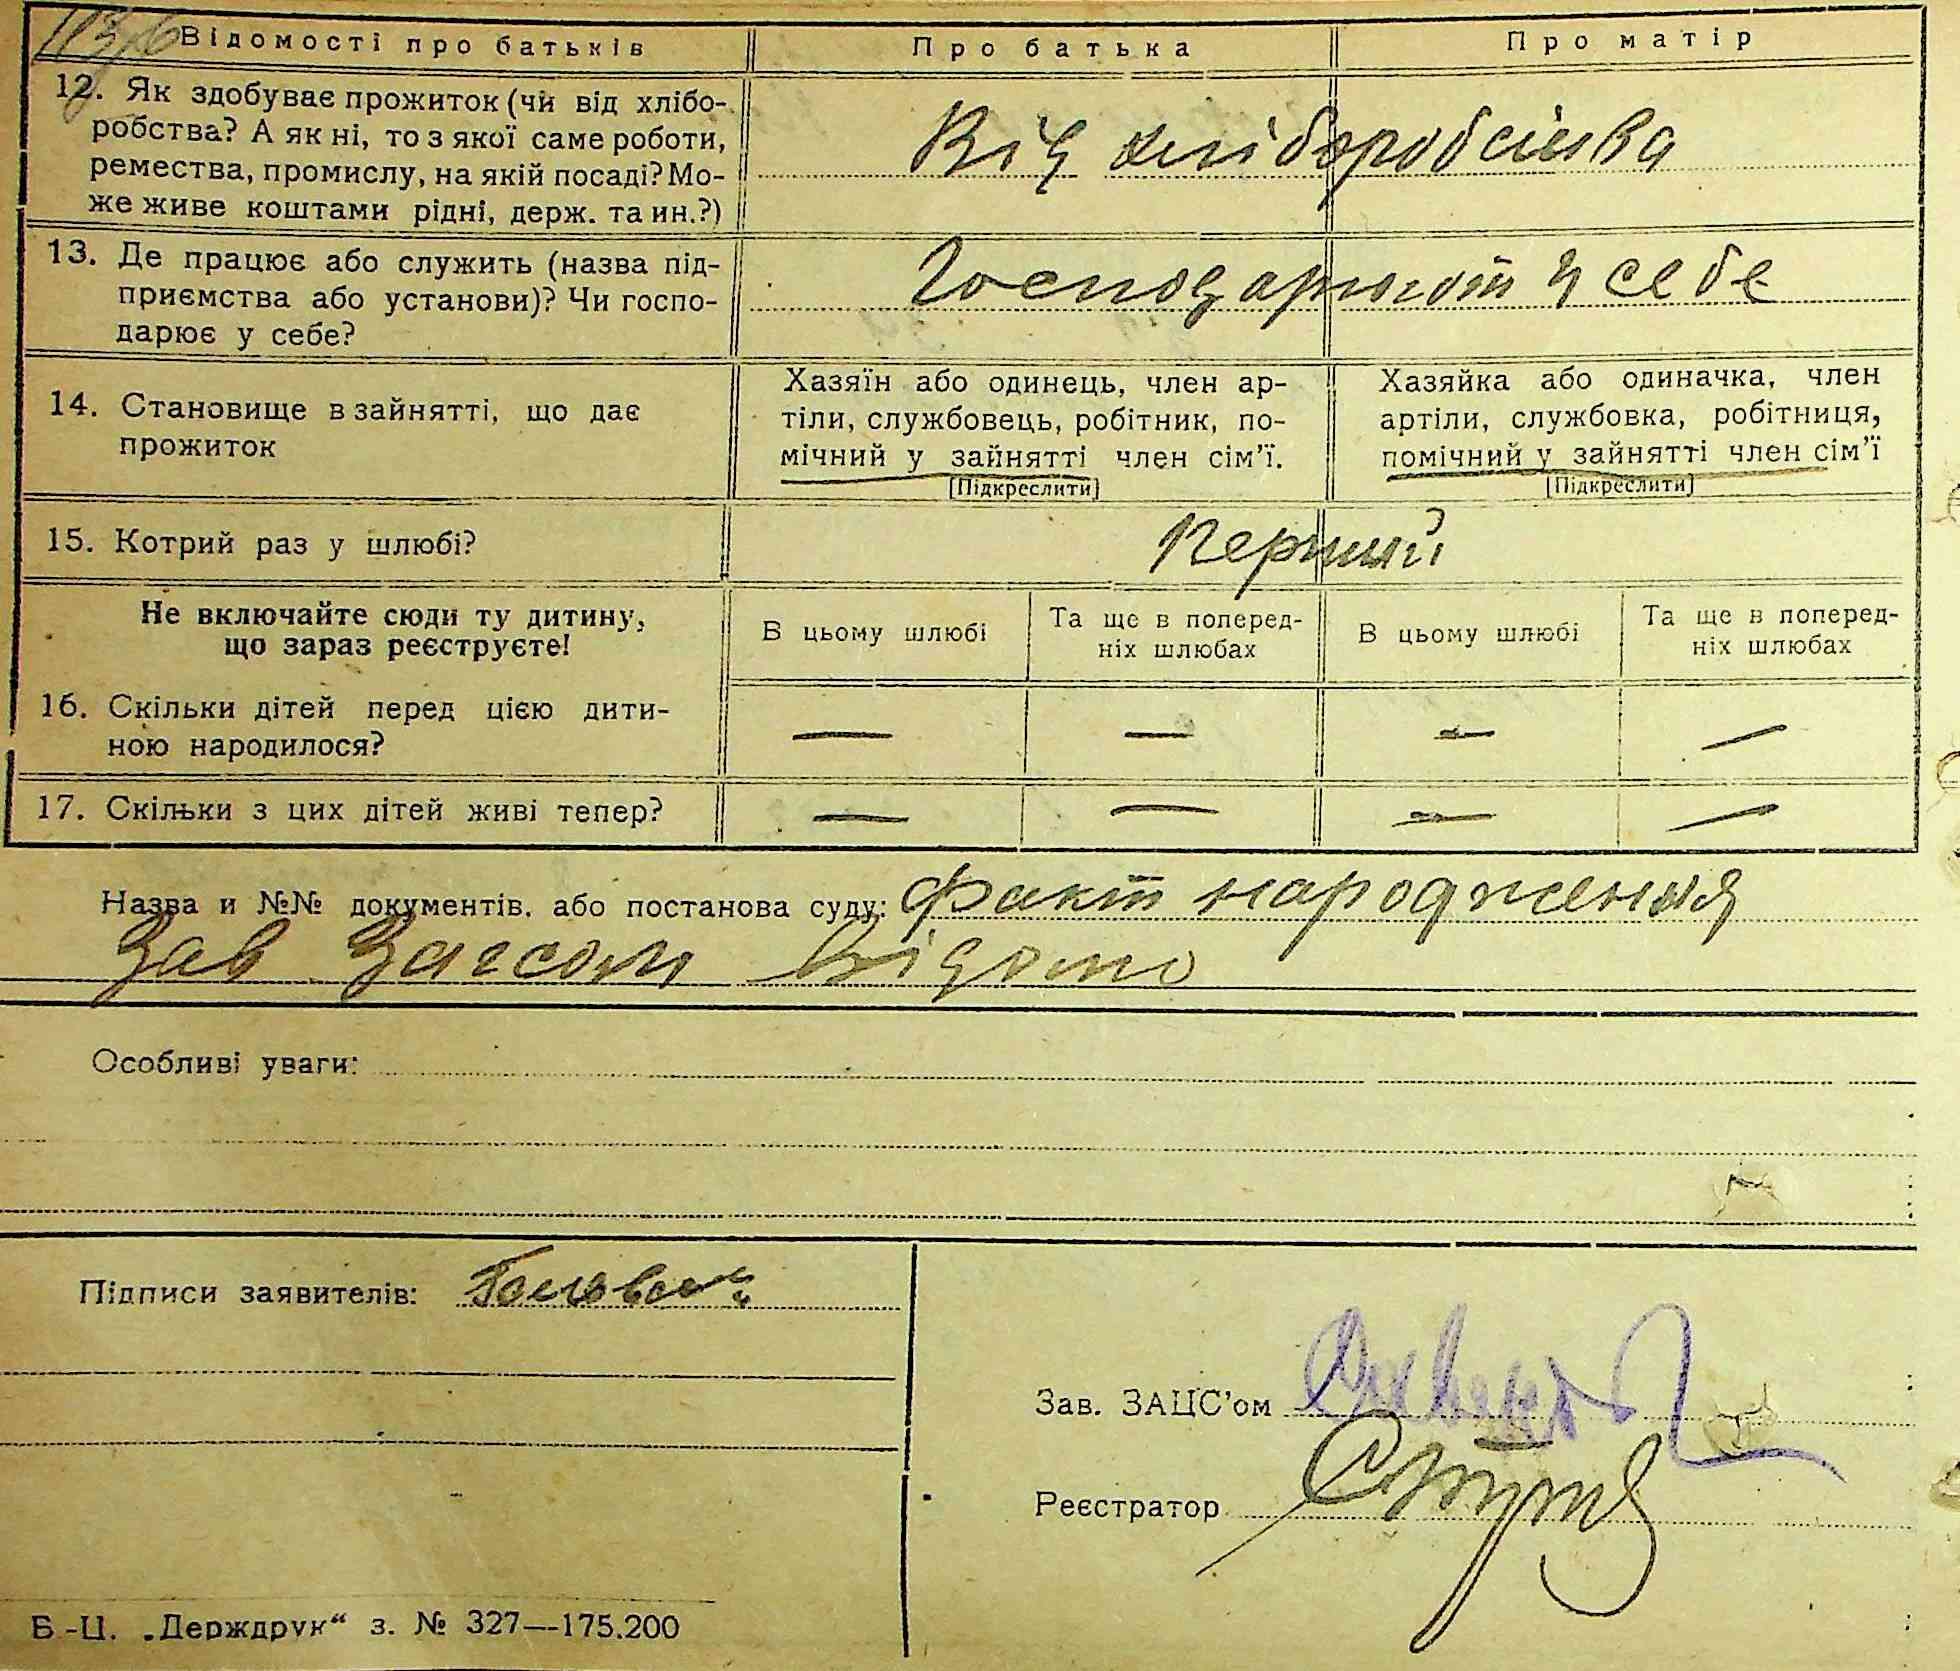 1136
Відомості про батьків Про батька Про матір
12. Як здобуває прожиток (чи від хлібо-
робства? А як ні, то з якої саме роботи,
ремества, промислу, на якій посаді? Мо-
же живе коштами рідні, держ. та ин.?)
Від хліборобства
13. Де працює або служить (назва під-
приємства або установи)? Чи госпо-
дарює у себе?
Господарюють у себе
14. Становище в зайнятті, що дає
прожиток
Хазяїн або одинець, член ар-
тіли, службовець, робітник, по-
мічний у зайнятті член сім'ї.
[Підкреслити]
Хазяйка або одиначка, член
артіли, службовка, робітниця,
помічний у зайнятті член сім'ї
[Підкреслити]
15. Котрий раз у шлюбі?
Перший
Не включайте сюди ту дитину,
що зараз реєструєте!
В цьому шлюбі
Та ще в поперед-
ніх шлюбах
В цьому шлюбі
Та ще в поперед-
ніх шлюбах
16. Скільки дітей перед цією дити-
ною народилося?
— — — —
17. Скільки з цих дітей живі тепер?
— — — —
Назва и №№ документів. або постанова суду: факт народження
Зав Загсом відомо
Особливі уваги:
Підписи заявителів:
Зав. ЗАЦС'ом
Реєстратор
Б.-Ц. „Держдрук“ з. № 327—175.200